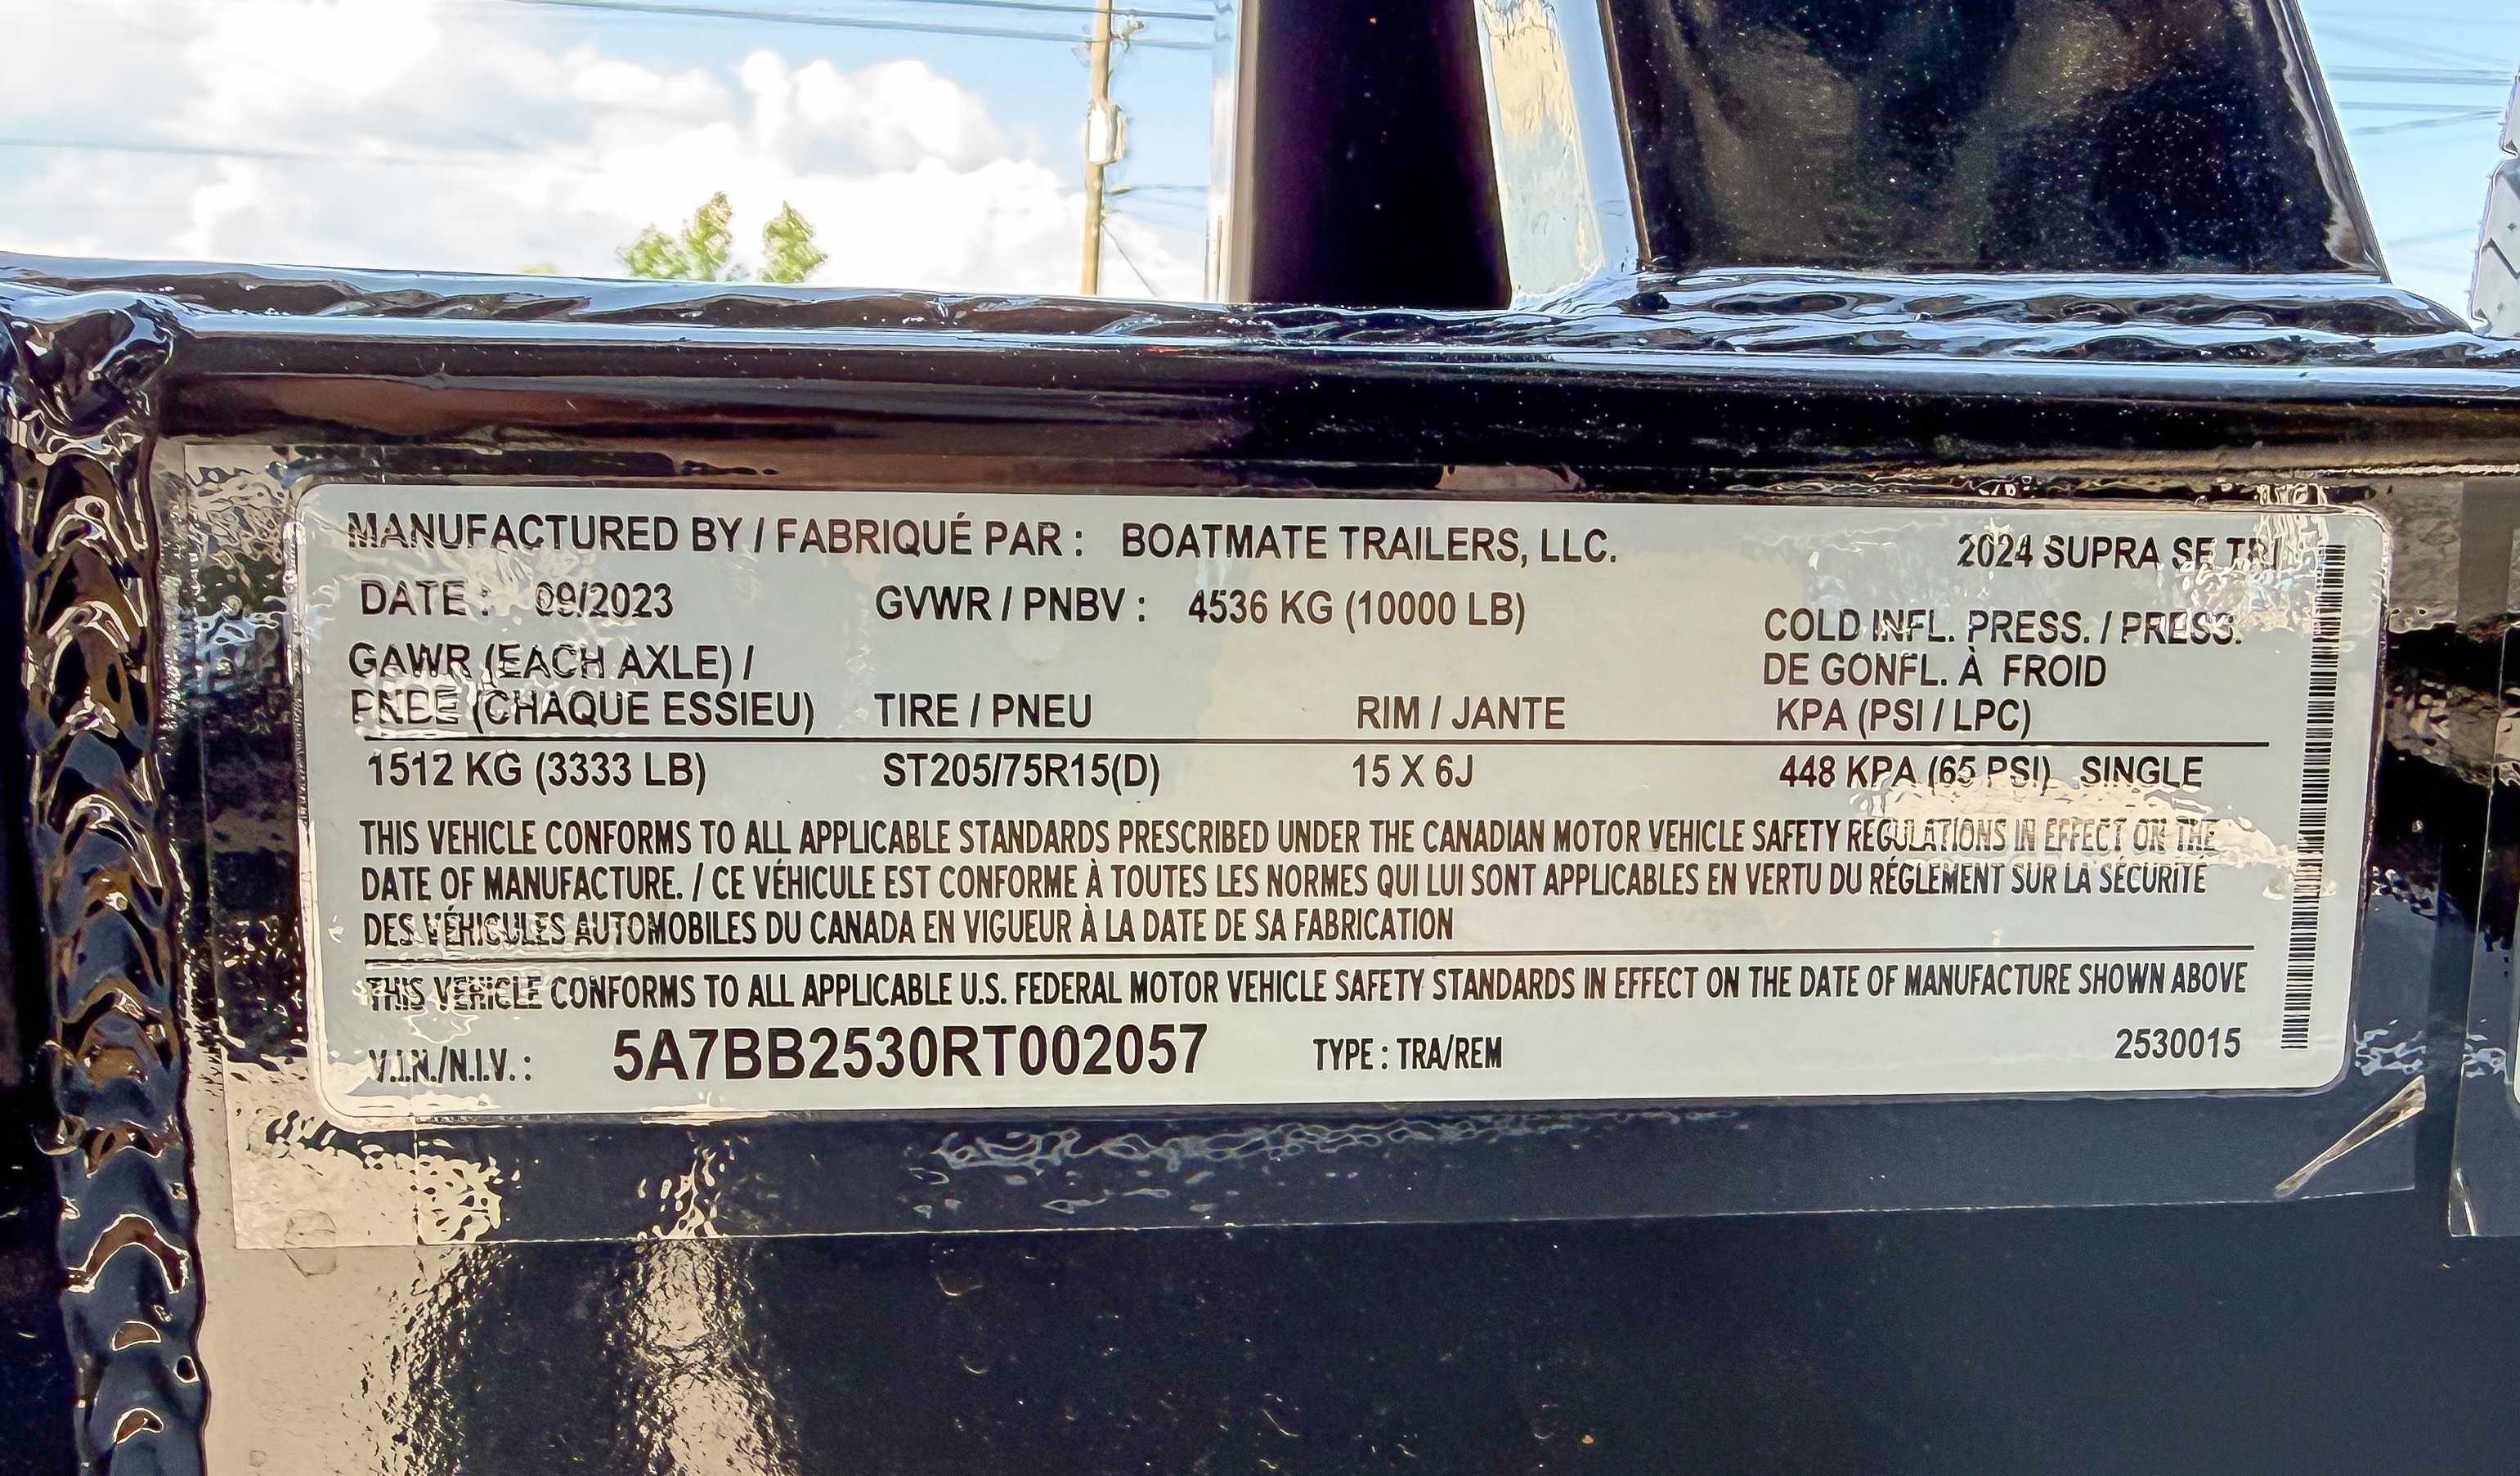 MANUFACTURED BY / FABRIQUÉ PAR : BOATMATE TRAILERS, LLC. 2024 SUPRA SE TRI
DATE : 09/2023 GVWR / PNBV : 4536 KG (10000 LB)
COLD INFL. PRESS. / PRESS.
GAWR (EACH AXLE) / DE GONFL. À FROID
PNBE (CHAQUE ESSIEU) TIRE / PNEU RIM / JANTE KPA (PSI / LPC)
1512 KG (3333 LB) ST205/75R15(D) 15 X 6J 448 KPA (65 PSI) SINGLE
THIS VEHICLE CONFORMS TO ALL APPLICABLE STANDARDS PRESCRIBED UNDER THE CANADIAN MOTOR VEHICLE SAFETY REGULATIONS IN EFFECT ON THE
DATE OF MANUFACTURE. / CE VÉHICULE EST CONFORME À TOUTES LES NORMES QUI LUI SONT APPLICABLES EN VERTU DU RÉGLEMENT SUR LA SÉCURITÉ
DES VÉHICULES AUTOMOBILES DU CANADA EN VIGUEUR À LA DATE DE SA FABRICATION
THIS VEHICLE CONFORMS TO ALL APPLICABLE U.S. FEDERAL MOTOR VEHICLE SAFETY STANDARDS IN EFFECT ON THE DATE OF MANUFACTURE SHOWN ABOVE
V.I.N./N.I.V. : 5A7BB2530RT002057 TYPE : TRA/REM 2530015